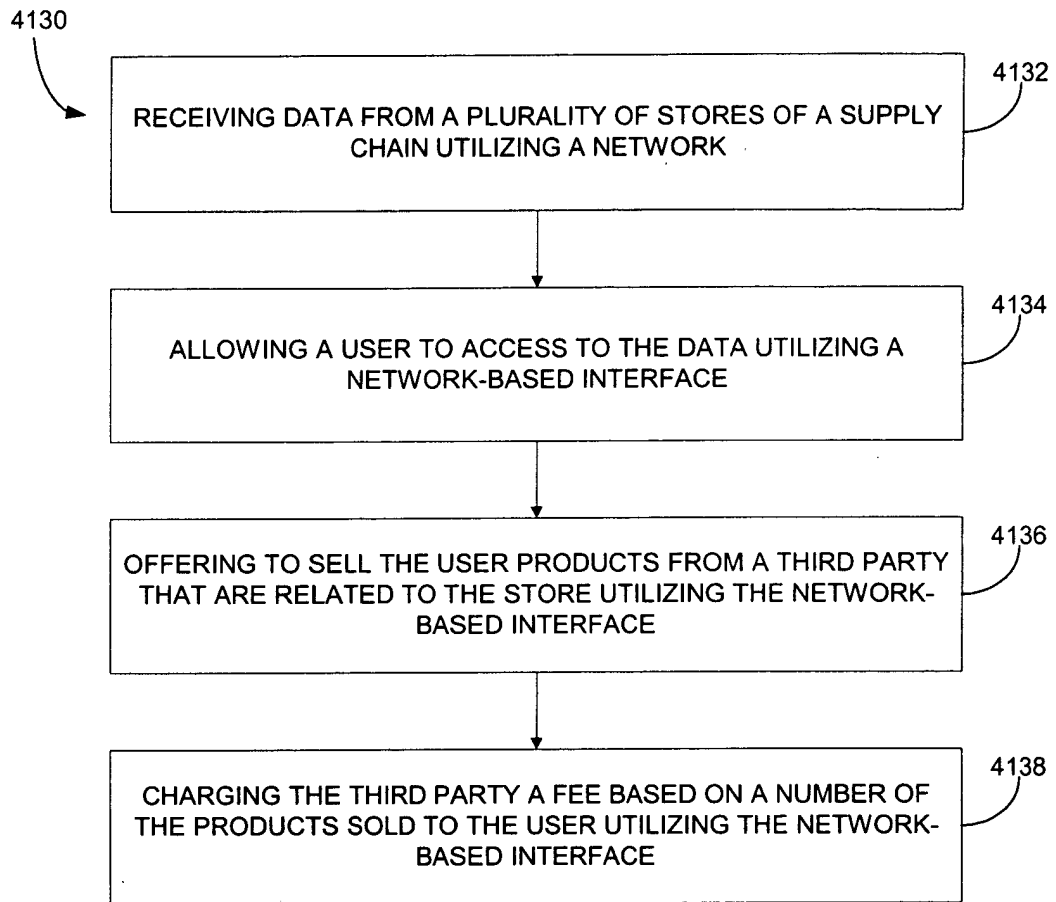 4130
4132
RECEIVING DATA FROM A PLURALITY OF STORES OF A SUPPLY
CHAIN UTILIZING A NETWORK
4134
ALLOWING A USER TO ACCESS TO THE DATA UTILIZING A
NETWORK-BASED INTERFACE
4136
OFFERING TO SELL THE USER PRODUCTS FROM A THIRD PARTY
THAT ARE RELATED TO THE STORE UTILIZING THE NETWORK-
BASED INTERFACE
4138
CHARGING THE THIRD PARTY A FEE BASED ON A NUMBER OF
THE PRODUCTS SOLD TO THE USER UTILIZING THE NETWORK-
BASED INTERFACE